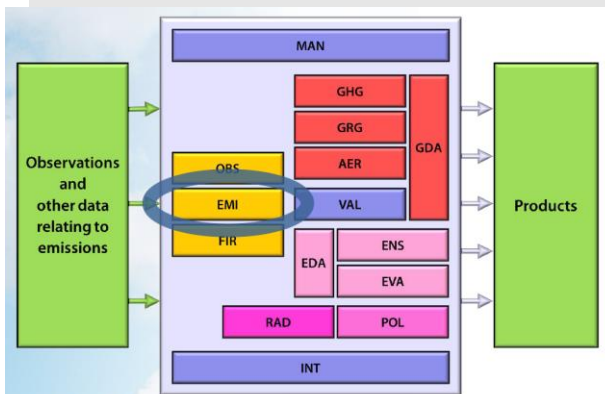 MAN
GHG
GRG
AER
GDA
OBS
EMI
FIR
VAL
ENS
EDA
EVA
RAD
POL
INT
Observations
and
other data
relating to
emissions
Products